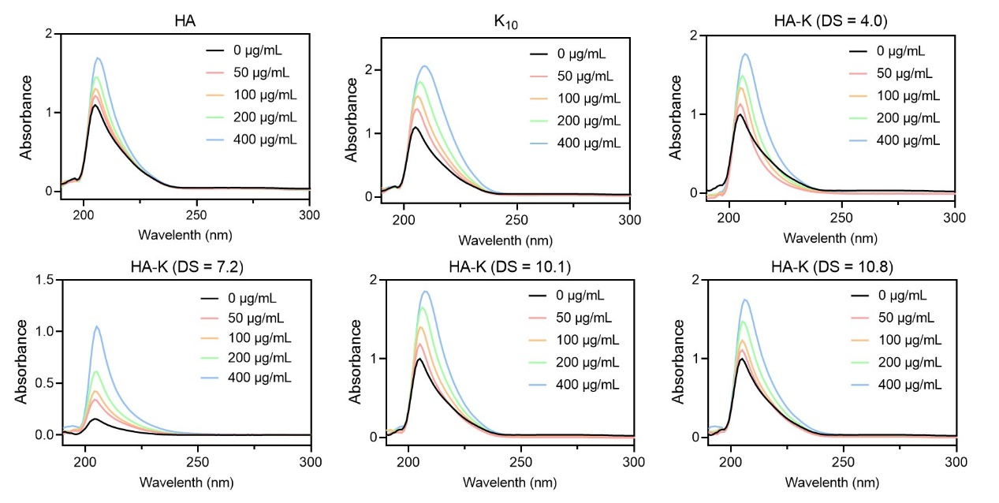 HA
2
1
0
200
250
300
Absorbance
Wavelenth (nm)
0 µg/mL
50 µg/mL
100 µg/mL
200 µg/mL
400 µg/mL
K₁₀
2
1
0
200
250
300
Absorbance
Wavelenth (nm)
0 µg/mL
50 µg/mL
100 µg/mL
200 µg/mL
400 µg/mL
HA-K (DS = 4.0)
2
1
0
200
250
300
Absorbance
Wavelenth (nm)
0 µg/mL
50 µg/mL
100 µg/mL
200 µg/mL
400 µg/mL
HA-K (DS = 7.2)
1.5
1.0
0.5
0.0
200
250
300
Absorbance
Wavelenth (nm)
0 µg/mL
50 µg/mL
100 µg/mL
200 µg/mL
400 µg/mL
HA-K (DS = 10.1)
2
1
0
200
250
300
Absorbance
Wavelenth (nm)
0 µg/mL
50 µg/mL
100 µg/mL
200 µg/mL
400 µg/mL
HA-K (DS = 10.8)
2
1
0
200
250
300
Absorbance
Wavelenth (nm)
0 µg/mL
50 µg/mL
100 µg/mL
200 µg/mL
400 µg/mL